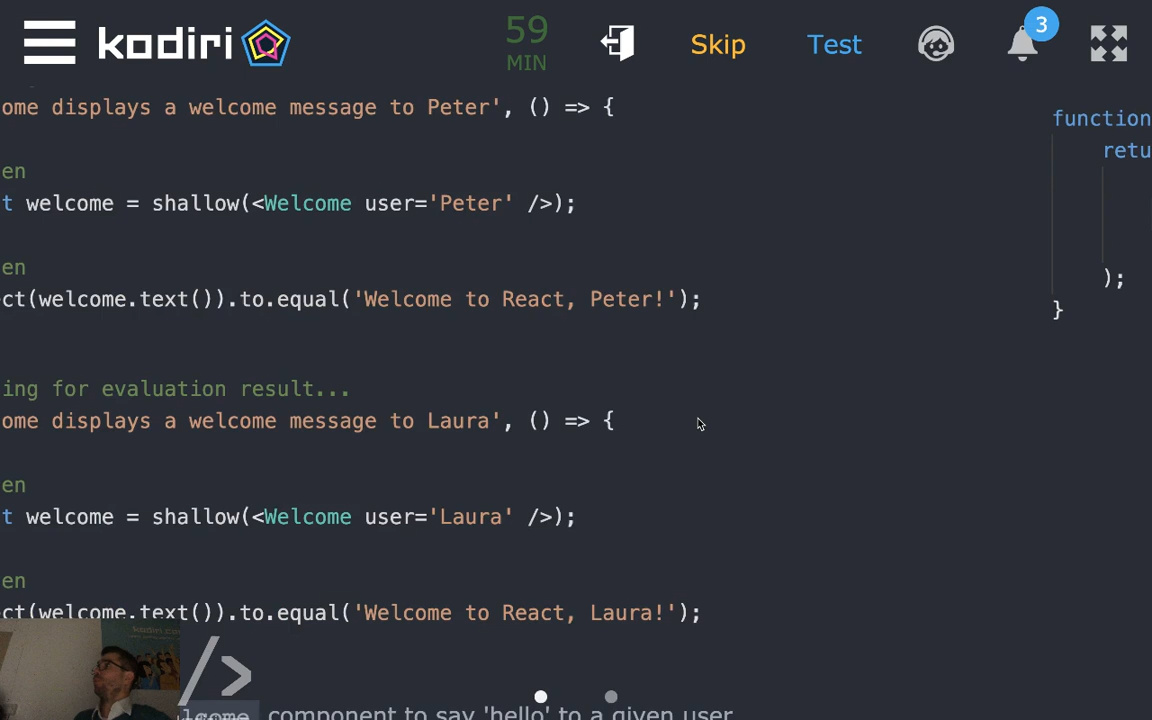 kodiri
59
MIN
Skip
Test
3
ome displays a welcome message to Peter', () => {
function
retu
en
t welcome = shallow(<Welcome user='Peter' />);
en
ct(welcome.text()).to.equal('Welcome to React, Peter!');
);
}
ing for evaluation result...
ome displays a welcome message to Laura', () => {
en
t welcome = shallow(<Welcome user='Laura' />);
en
ct(welcome.text()).to.equal('Welcome to React, Laura!');
/>
lcome component to say 'hello' to a given user